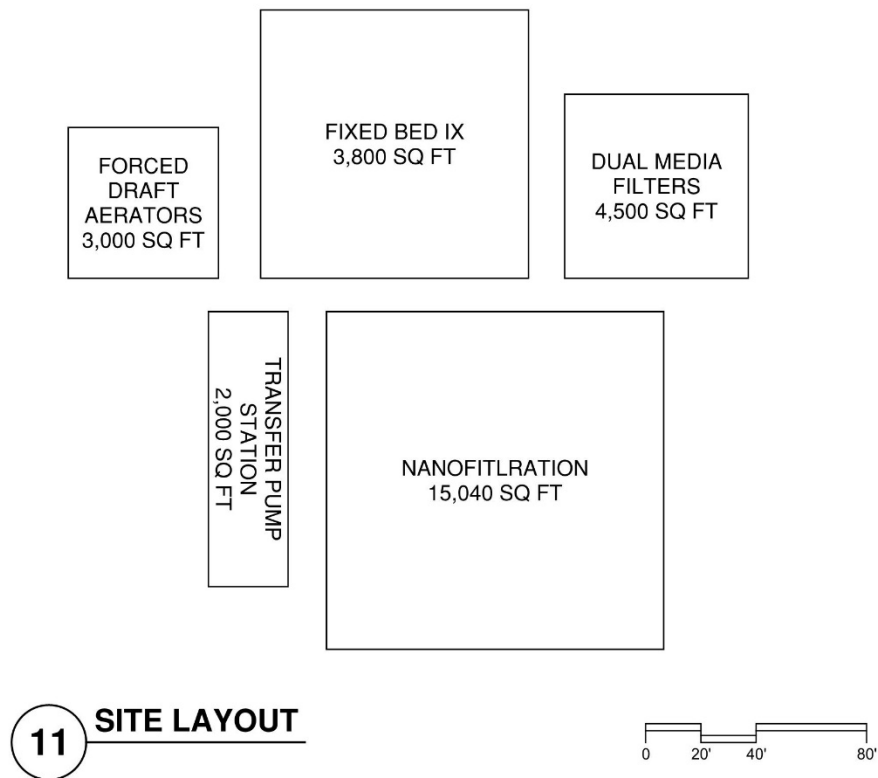 FIXED BED IX
3,800 SQ FT
FORCED
DRAFT
AERATORS
3,000 SQ FT
DUAL MEDIA
FILTERS
4,500 SQ FT
TRANSFER PUMP
STATION
2,000 SQ FT
NANOFITLRATION
15,040 SQ FT
11 SITE LAYOUT
0 20' 40' 80'